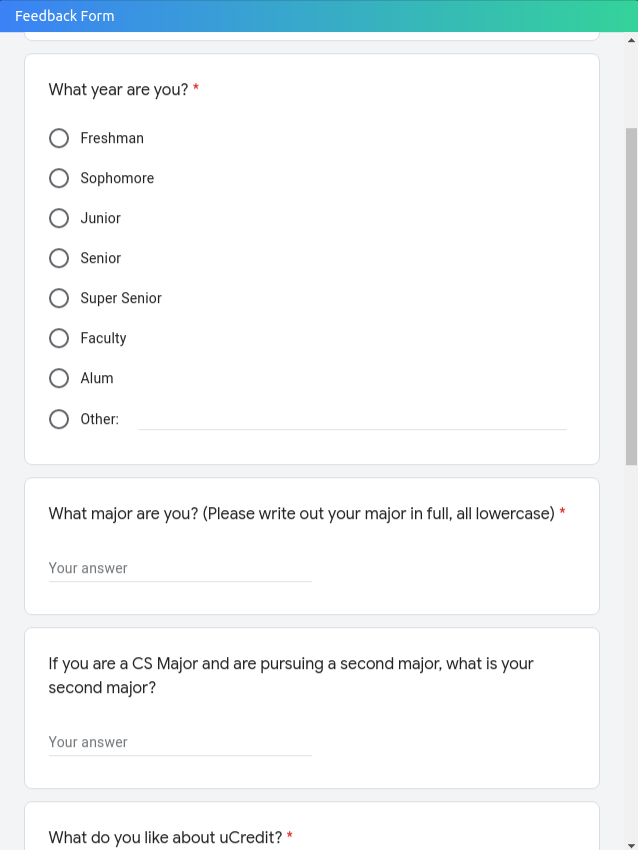 Feedback Form
What year are you? *
Freshman
Sophomore
Junior
Senior
Super Senior
Faculty
Alum
Other:
What major are you? (Please write out your major in full, all lowercase) *
Your answer
If you are a CS Major and are pursuing a second major, what is your
second major?
Your answer
What do you like about uCredit? *